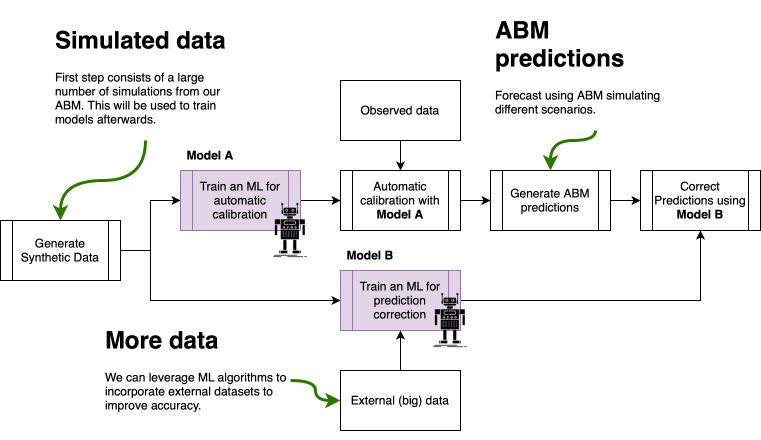 Simulated data
First step consists of a large
number of simulations from our
ABM. This will be used to train
models afterwards.
ABM
predictions
Forecast using ABM simulating
different scenarios.
Observed data
Model A
Train an ML for
automatic
calibration
Automatic
calibration with
Model A
Generate ABM
predictions
Correct
Predictions using
Model B
Generate
Synthetic Data
Model B
Train an ML for
prediction
correction
More data
We can leverage ML algorithms to
incorporate external datasets to
improve accuracy.
External (big) data